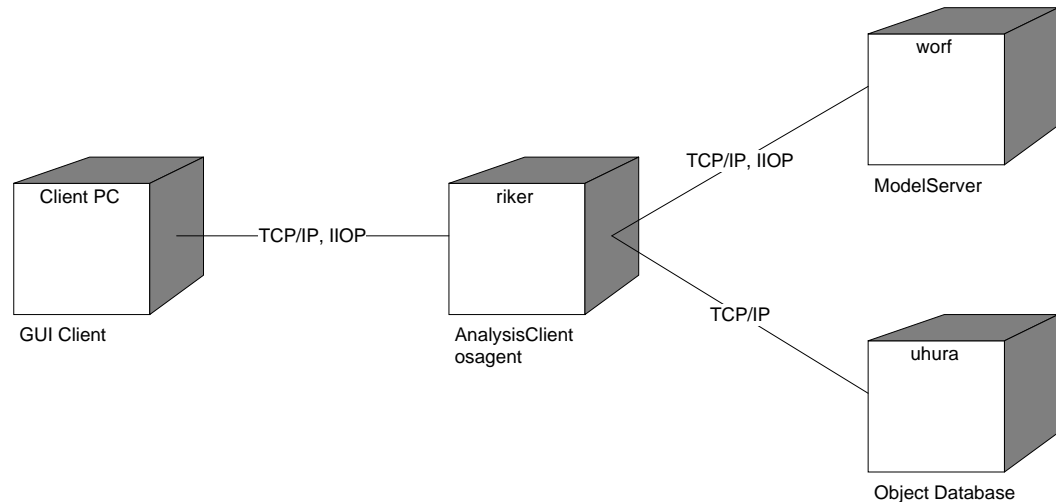 worf
TCP/IP, IIOP
ModelServer
Client PC
riker
TCP/IP, IIOP
GUI Client
AnalysisClient
osagent
TCP/IP
uhura
Object Database